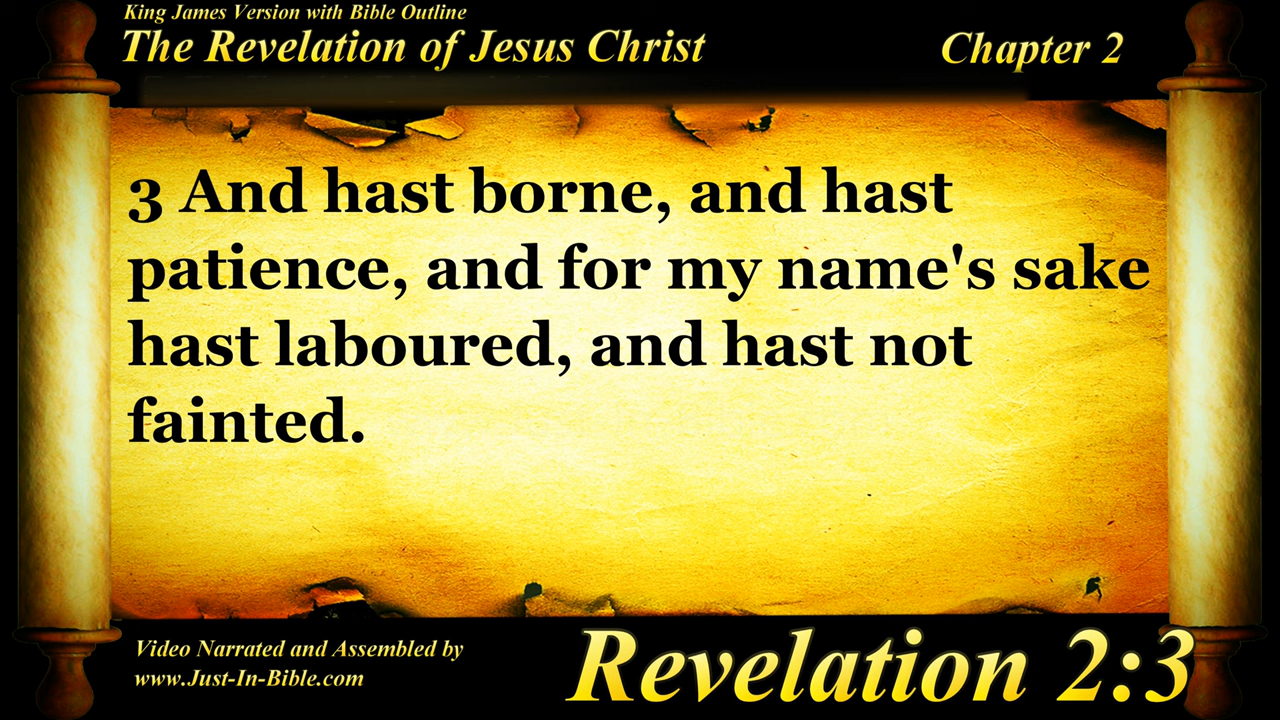 King James Version with Bible Outline
The Revelation of Jesus Christ
Chapter 2
3 And hast borne, and hast
patience, and for my name's sake
hast laboured, and hast not
fainted.
Video Narrated and Assembled by
www.Just-In-Bible.com
Revelation 2:3